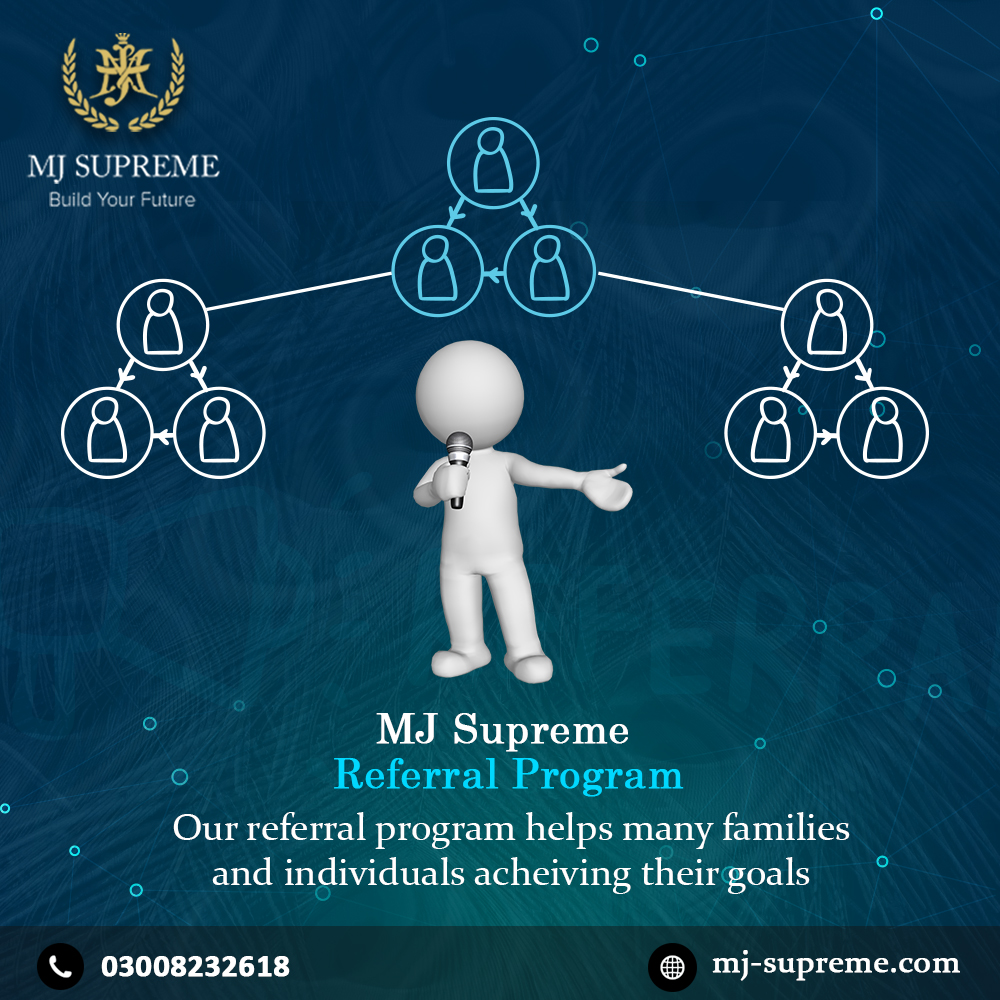 MJ SUPREME
Build Your Future
MJ Supreme
Referral Program
Our referral program helps many families
and individuals acheiving their goals
03008232618
mj-supreme.com